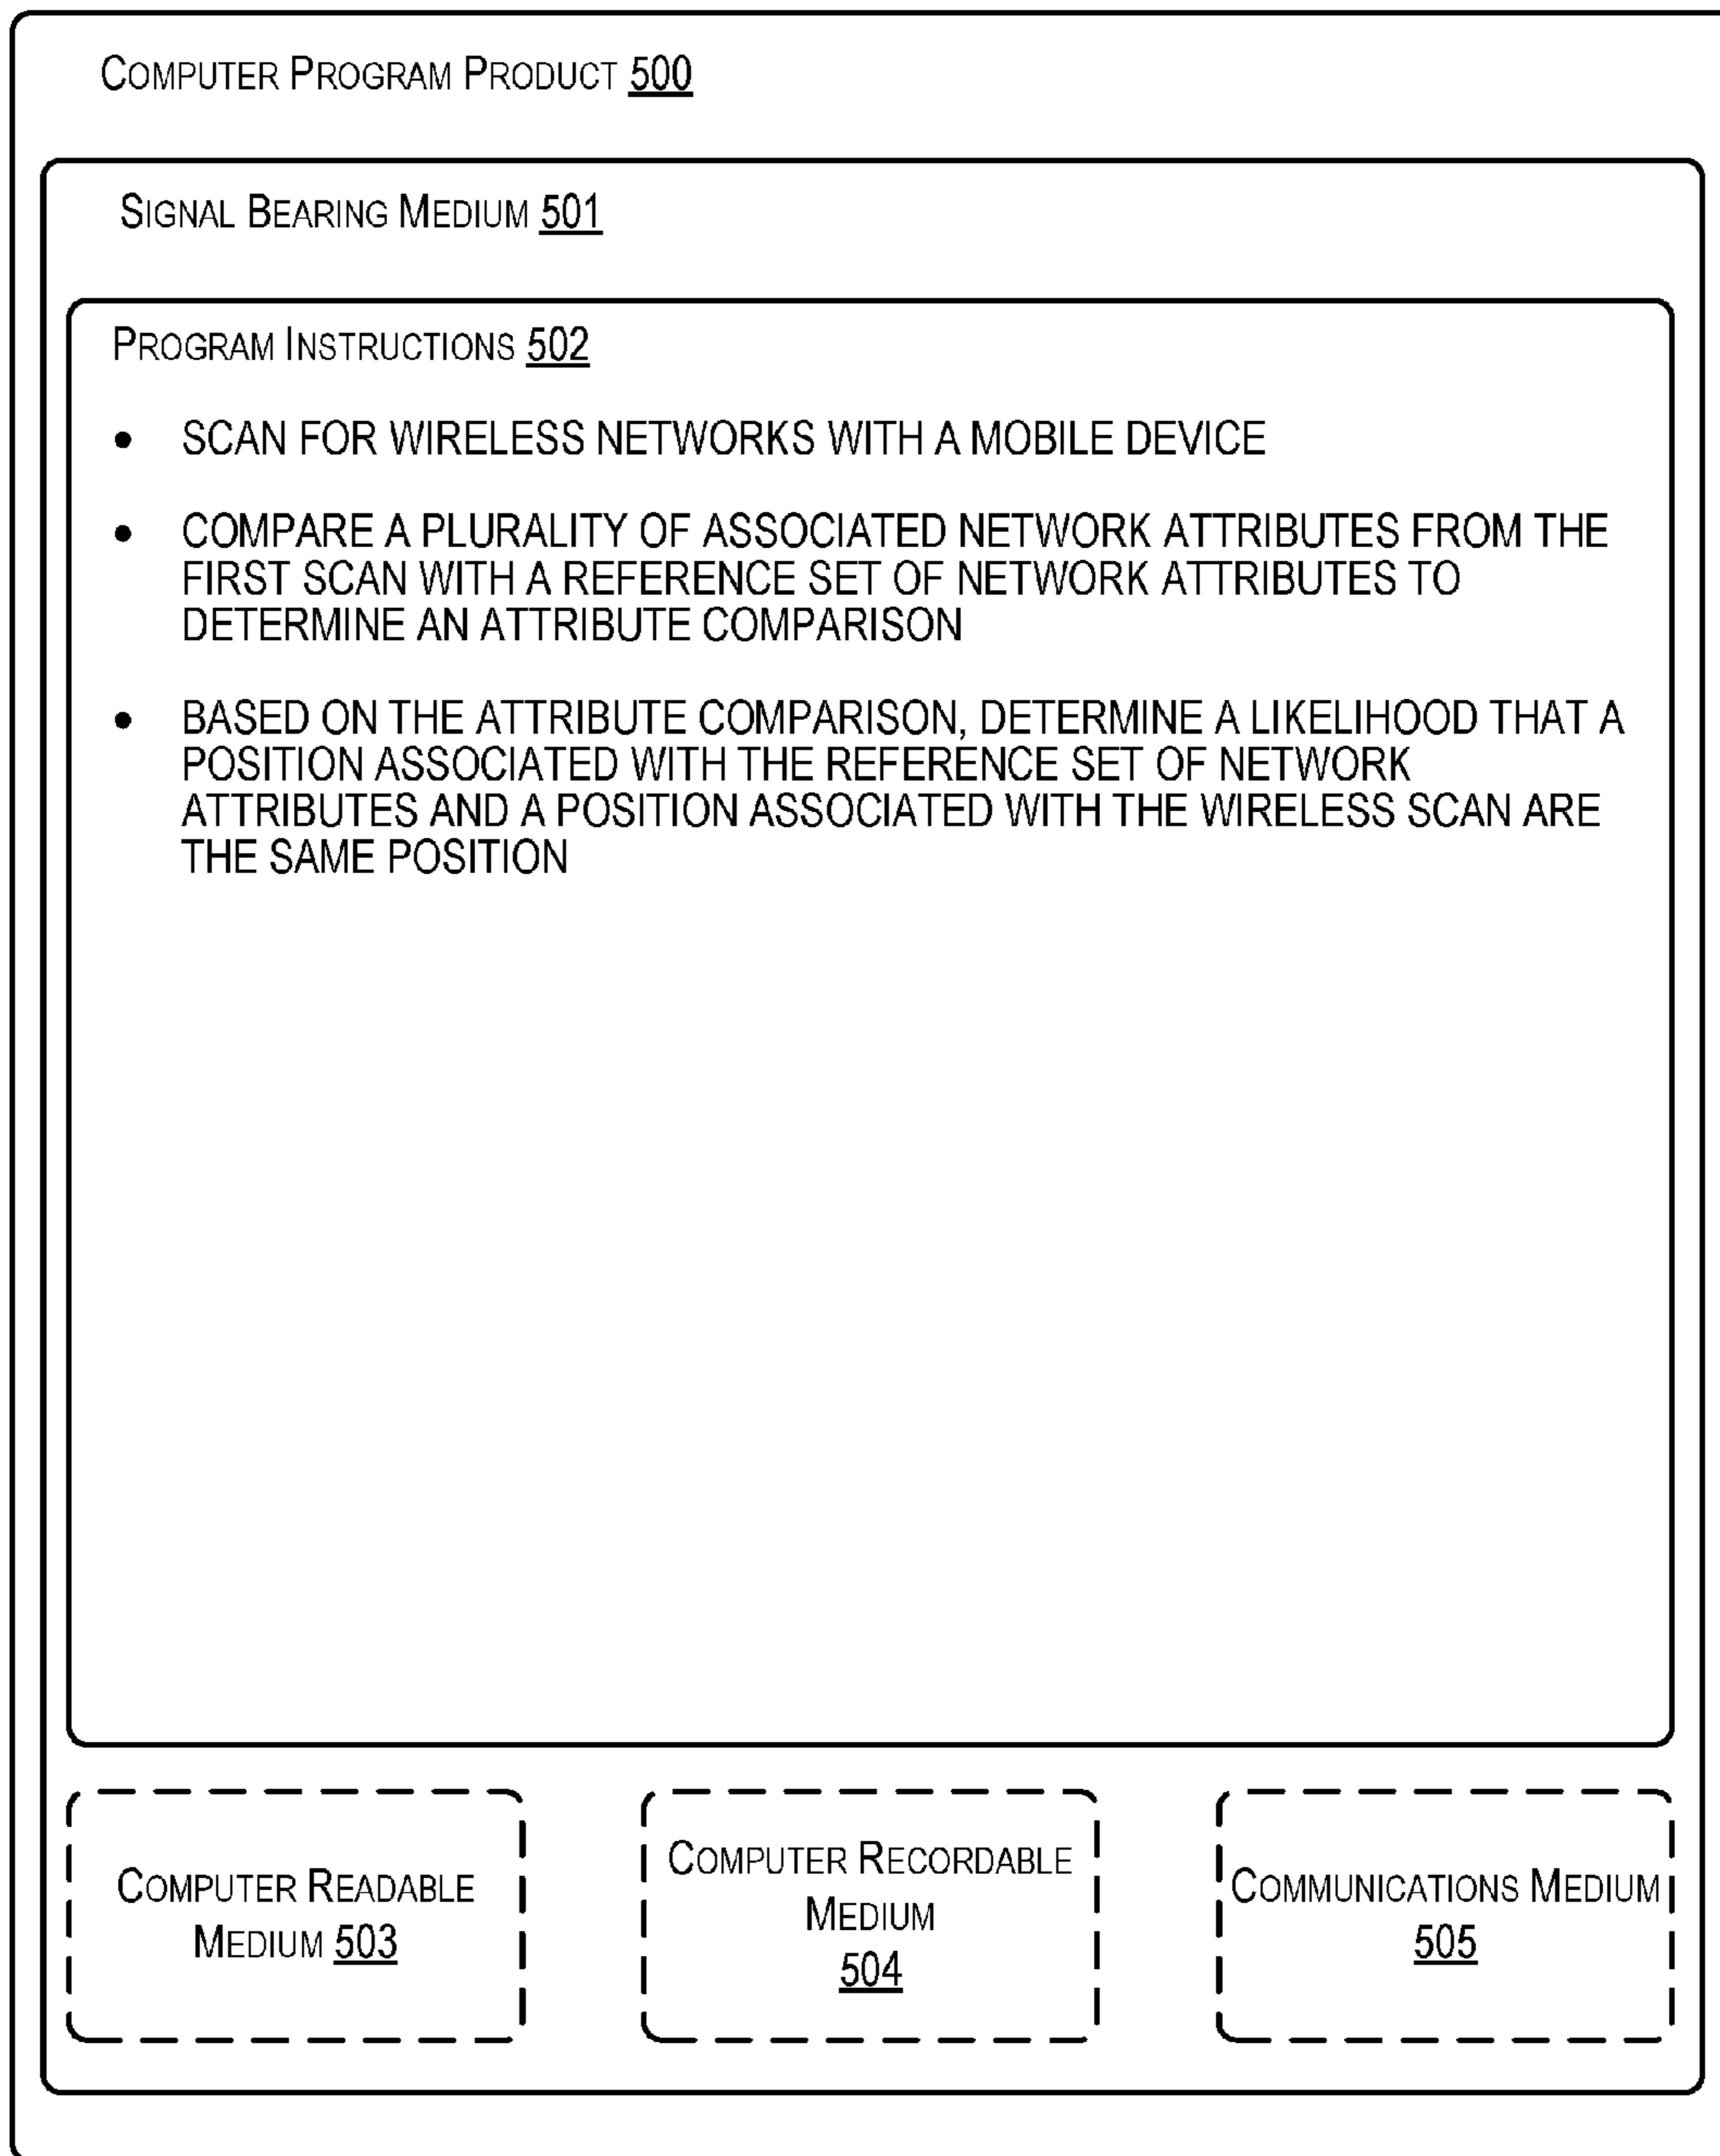 Computer Program Product 500
Signal Bearing Medium 501
Program Instructions 502
• SCAN FOR WIRELESS NETWORKS WITH A MOBILE DEVICE
• COMPARE A PLURALITY OF ASSOCIATED NETWORK ATTRIBUTES FROM THE
FIRST SCAN WITH A REFERENCE SET OF NETWORK ATTRIBUTES TO
DETERMINE AN ATTRIBUTE COMPARISON
• BASED ON THE ATTRIBUTE COMPARISON, DETERMINE A LIKELIHOOD THAT A
POSITION ASSOCIATED WITH THE REFERENCE SET OF NETWORK
ATTRIBUTES AND A POSITION ASSOCIATED WITH THE WIRELESS SCAN ARE
THE SAME POSITION
Computer Readable
Medium 503
Computer Recordable
Medium
504
Communications Medium
505